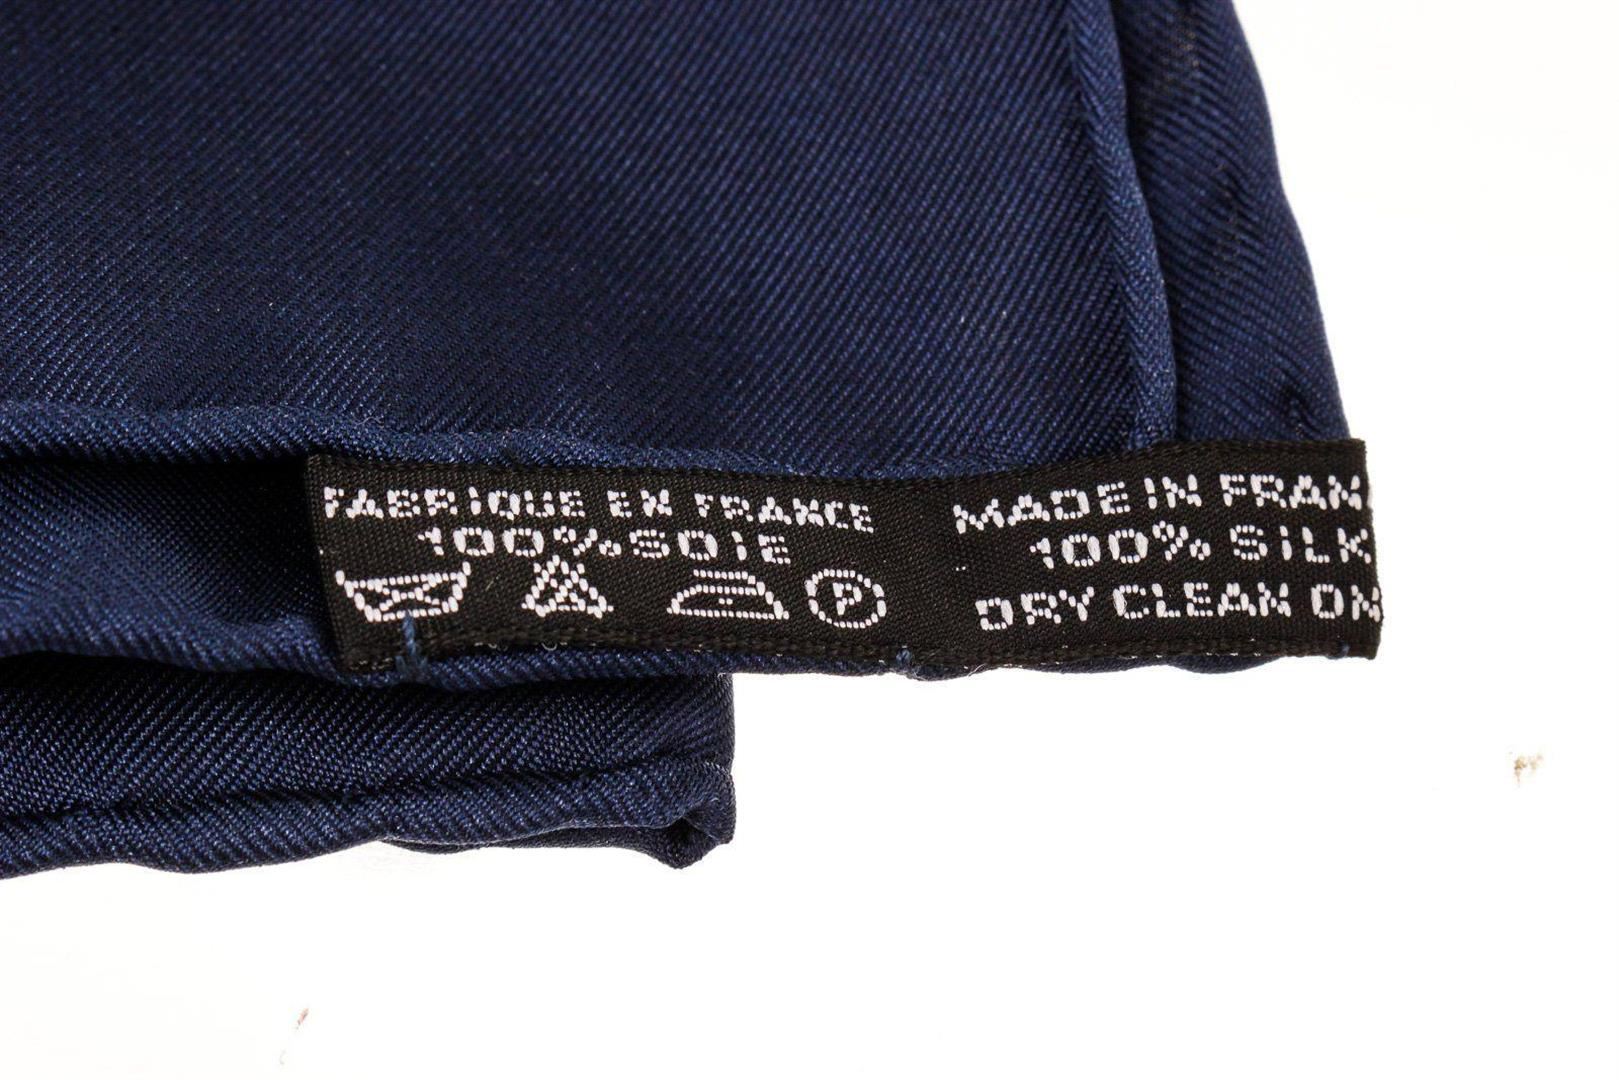 FABRIQUE EN FRANCE
100% SOIE
P
MADE IN FRAN
100% SILK
DRY CLEAN ON